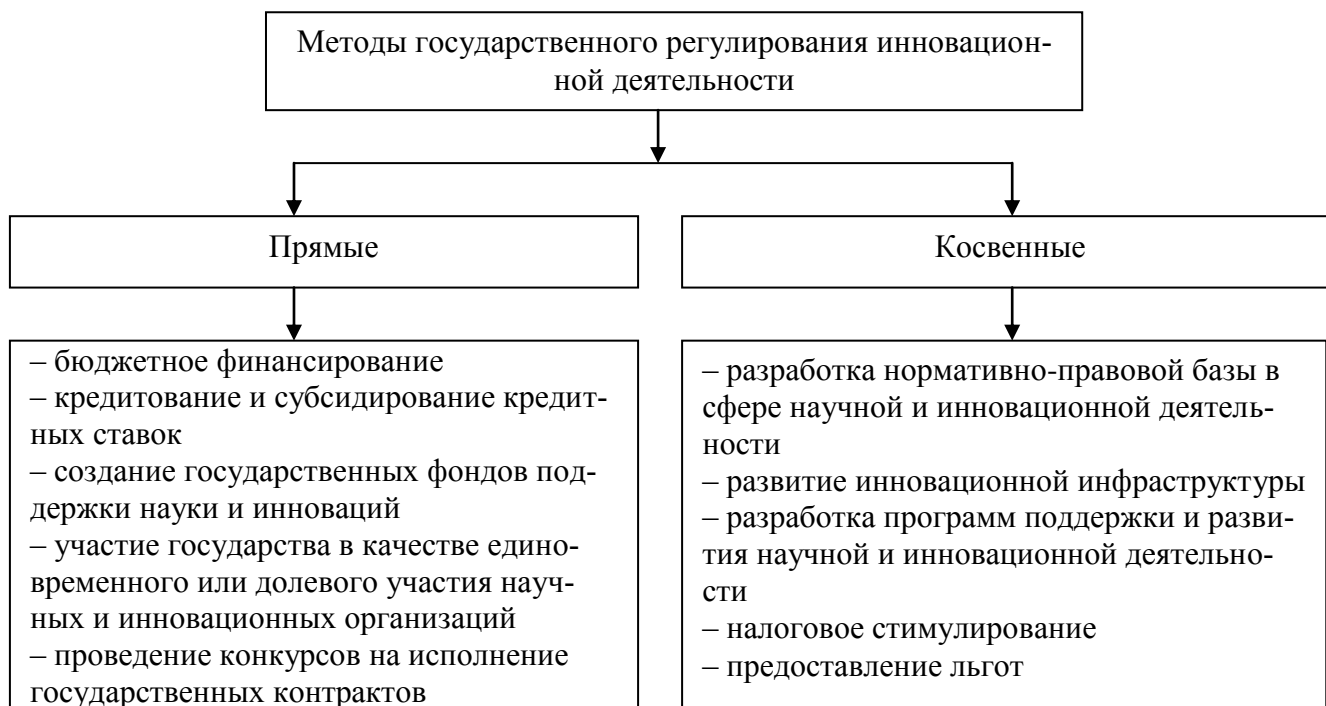 Методы государственного регулирования инновацион-
ной деятельности
Прямые
Косвенные
– бюджетное финансирование
– кредитование и субсидирование кредит-
ных ставок
– создание государственных фондов под-
держки науки и инноваций
– участие государства в качестве едино-
временного или долевого участия науч-
ных и инновационных организаций
– проведение конкурсов на исполнение
государственных контрактов
– разработка нормативно-правовой базы в
сфере научной и инновационной деятель-
ности
– развитие инновационной инфраструктуры
– разработка программ поддержки и разви-
тия научной и инновационной деятельно-
сти
– налоговое стимулирование
– предоставление льгот